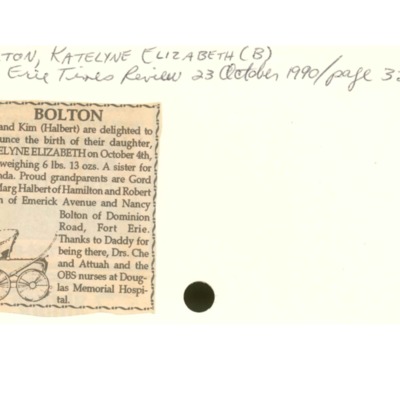 TON, KATELYNE ELIZABETH (B)
Erie Times Review 23 October 1990/page 32
BOLTON
and Kim (Halbert) are delighted to
unce the birth of their daughter,
ELYNE ELIZABETH on October 4th,
weighing 6 lbs. 13 ozs. A sister for
nda. Proud grandparents are Gord
Marg Halbert of Hamilton and Robert
n of Emerick Avenue and Nancy
Bolton of Dominion
Road, Fort Erie.
Thanks to Daddy for
being there, Drs. Che
and Attuah and the
OBS nurses at Doug-
las Memorial Hospi-
tal.